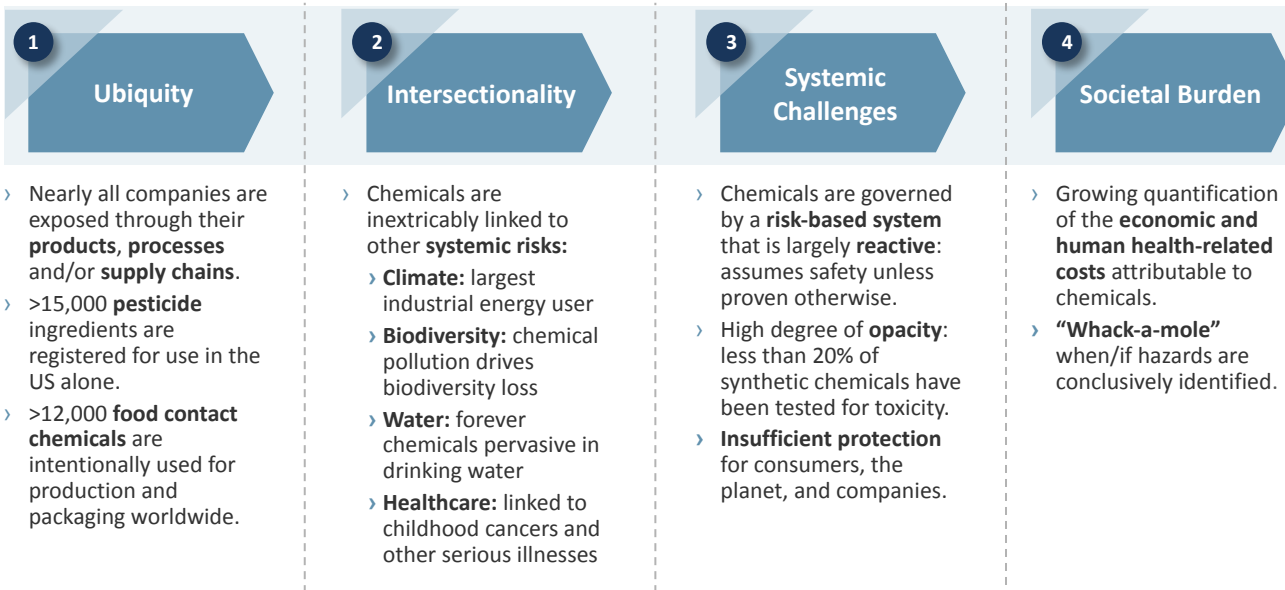 1
Ubiquity
› Nearly all companies are
exposed through their
products, processes
and/or supply chains.
› >15,000 pesticide
ingredients are
registered for use in the
US alone.
› >12,000 food contact
chemicals are
intentionally used for
production and
packaging worldwide.
2
Intersectionality
› Chemicals are
inextricably linked to
other systemic risks:
› Climate: largest
industrial energy user
› Biodiversity: chemical
pollution drives
biodiversity loss
› Water: forever
chemicals pervasive in
drinking water
› Healthcare: linked to
childhood cancers and
other serious illnesses
3
Systemic
Challenges
› Chemicals are governed
by a risk-based system
that is largely reactive:
assumes safety unless
proven otherwise.
› High degree of opacity:
less than 20% of
synthetic chemicals have
been tested for toxicity.
› Insufficient protection
for consumers, the
planet, and companies.
4
Societal Burden
› Growing quantification
of the economic and
human health-related
costs attributable to
chemicals.
› “Whack-a-mole”
when/if hazards are
conclusively identified.